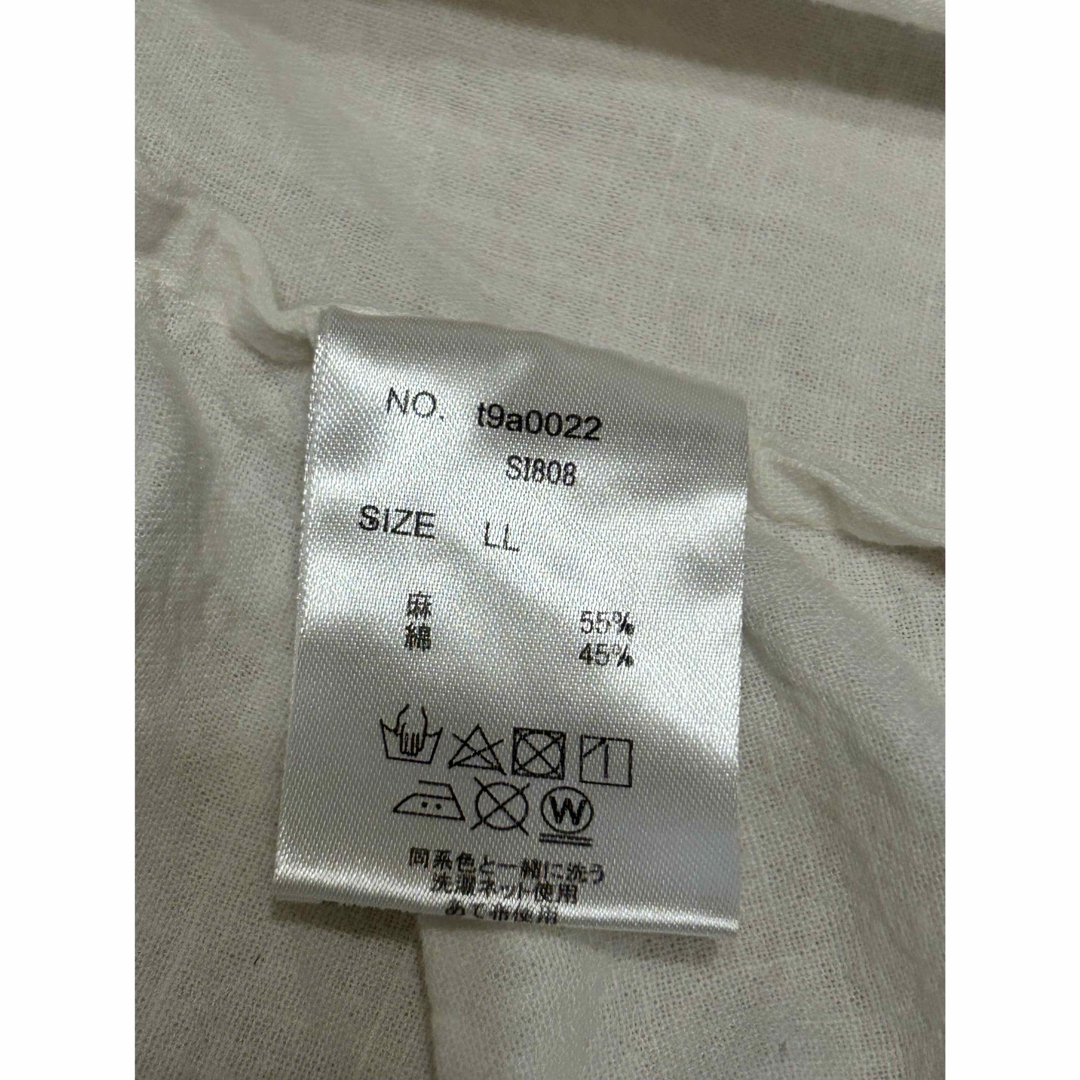 NO. t9a0022
SI808
SIZE LL
麻 55%
綿 45%
W
同系色と一緒に洗う
洗濯ネット使用
あて布使用